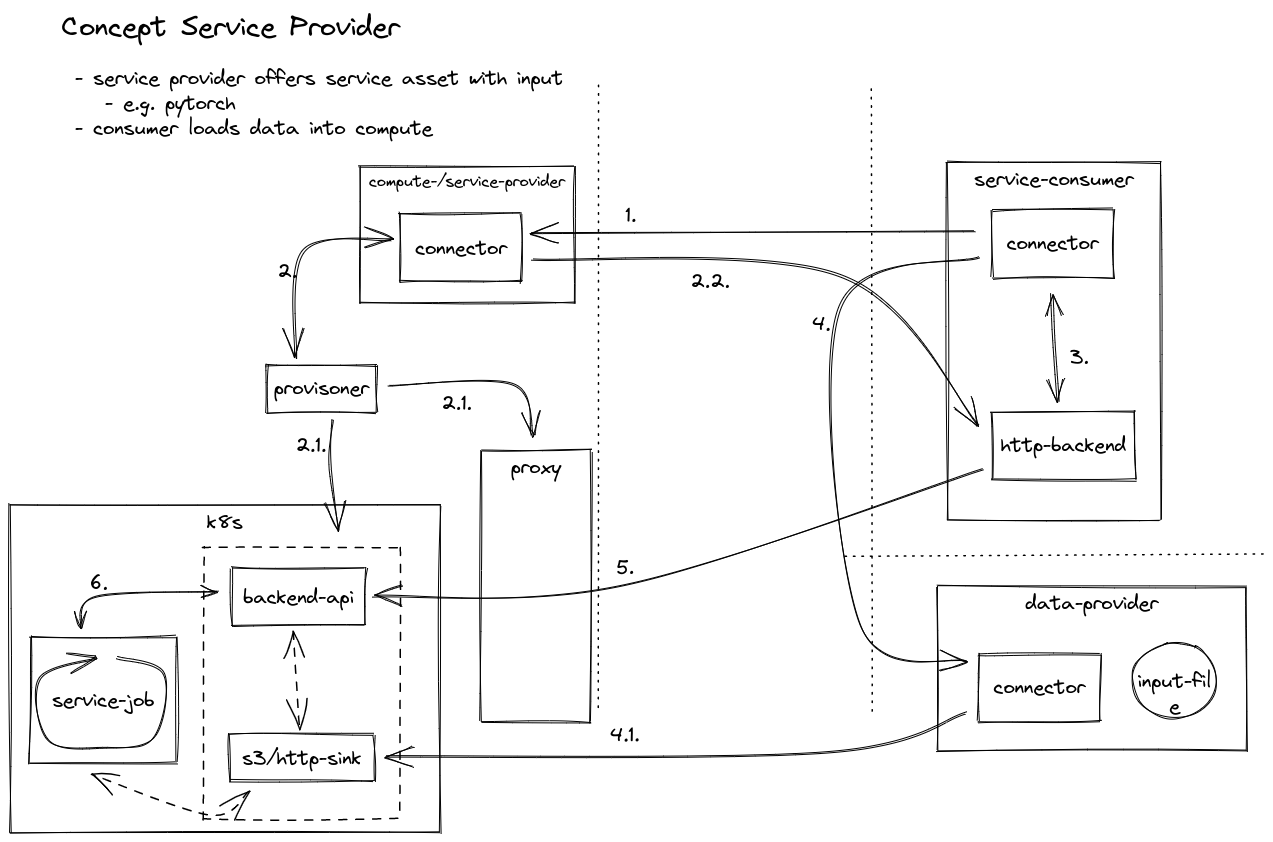 Concept Service Provider
- service provider offers service asset with input
- e.g. pytorch
- consumer loads data into compute
compute-/service-provider
connector
service-consumer
connector
1.
2.
2.2.
4.
3.
provisoner
2.1.
2.1.
http-backend
proxy
k8s
5.
6.
backend-api
data-provider
service-job
connector
input-fil
e
4.1.
s3/http-sink